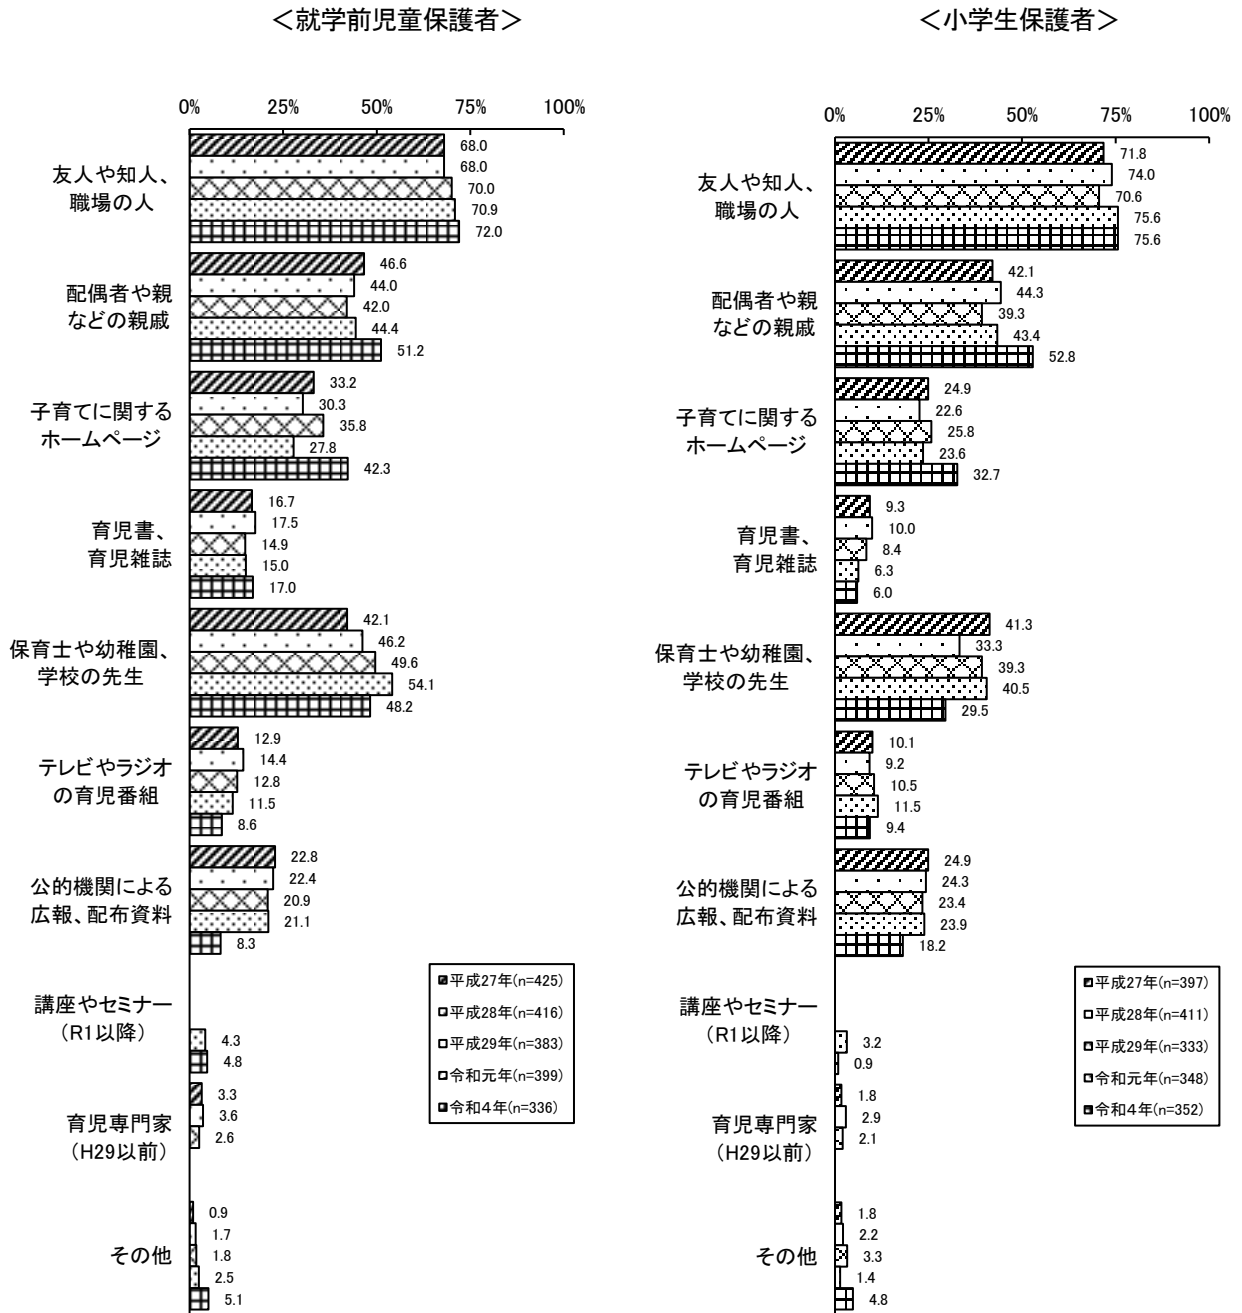 ＜就学前児童保護者＞
0% 25% 50% 75% 100%
友人や知人、
職場の人
68.0
68.0
70.0
70.9
72.0
配偶者や親
などの親戚
46.6
44.0
42.0
44.4
51.2
子育てに関する
ホームページ
33.2
30.3
35.8
27.8
42.3
育児書、
育児雑誌
16.7
17.5
14.9
15.0
17.0
保育士や幼稚園、
学校の先生
42.1
46.2
49.6
54.1
48.2
テレビやラジオ
の育児番組
12.9
14.4
12.8
11.5
8.6
公的機関による
広報、配布資料
22.8
22.4
20.9
21.1
8.3
講座やセミナー
（R1以降）
4.3
4.8
育児専門家
（H29以前）
3.3
3.6
2.6
その他
0.9
1.7
1.8
2.5
5.1
平成27年(n=425)
平成28年(n=416)
平成29年(n=383)
令和元年(n=399)
令和４年(n=336)
＜小学生保護者＞
0% 25% 50% 75% 100%
友人や知人、
職場の人
71.8
74.0
70.6
75.6
75.6
配偶者や親
などの親戚
42.1
44.3
39.3
43.4
52.8
子育てに関する
ホームページ
24.9
22.6
25.8
23.6
32.7
育児書、
育児雑誌
9.3
10.0
8.4
6.3
6.0
保育士や幼稚園、
学校の先生
41.3
33.3
39.3
40.5
29.5
テレビやラジオ
の育児番組
10.1
9.2
10.5
11.5
9.4
公的機関による
広報、配布資料
24.9
24.3
23.4
23.9
18.2
講座やセミナー
（R1以降）
3.2
0.9
育児専門家
（H29以前）
1.8
2.9
2.1
その他
1.8
2.2
3.3
1.4
4.8
平成27年(n=397)
平成28年(n=411)
平成29年(n=333)
令和元年(n=348)
令和４年(n=352)